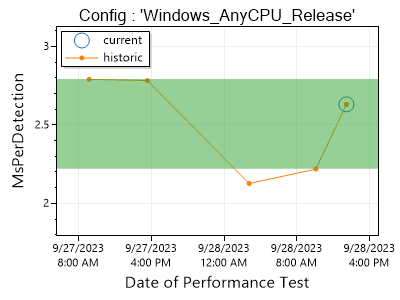 Config : 'Windows_AnyCPU_Release'
current
historic
3
2.5
2
MsPerDetection
9/27/2023 9/27/2023 9/28/2023 9/28/2023 9/28/2023
8:00 AM 4:00 PM 12:00 AM 8:00 AM 4:00 PM
Date of Performance Test